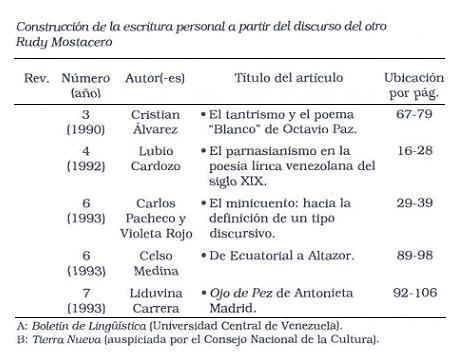 Construcción de la escritura personal a partir del discurso del otro
Rudy Mostacero
Rev. Número Autor(-es) Título del artículo Ubicación
(año) por pág.
3 Cristian • El tantrismo y el poema 67-79
(1990) Álvarez "Blanco" de Octavio Paz.
4 Lubio • El parnasianismo en la 16-28
(1992) Cardozo poesía lírica venezolana del
siglo XIX.
6 Carlos • El minicuento: hacia la 29-39
(1993) Pacheco y definición de un tipo
Violeta Rojo discursivo.
6 Celso • De Ecuatorial a Altazor. 89-98
(1993) Medina
7 Liduvina • Ojo de Pez de Antonieta 92-106
(1993) Carrera Madrid.
A: Boletín de Lingüística (Universidad Central de Venezuela).
B: Tierra Nueva (auspiciada por el Consejo Nacional de la Cultura).